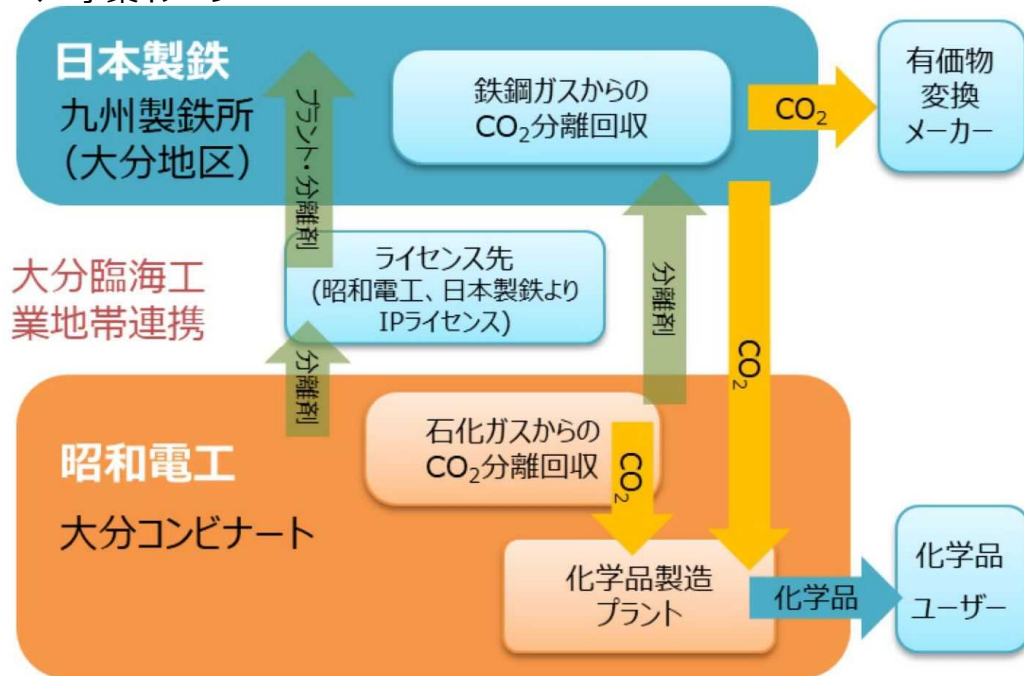 日本製鉄
九州製鉄所
(大分地区)
鉄鋼ガスからの
CO₂分離回収
CO₂
有価物
変換
メーカー
プラント・分離剤
大分臨海工
業地帯連携
ライセンス先
(昭和電工、日本製鉄より
IPライセンス)
分離剤
分離剤
CO₂
昭和電工
大分コンビナート
石化ガスからの
CO₂分離回収
CO₂
化学品製造
プラント
化学品
化学品
ユーザー